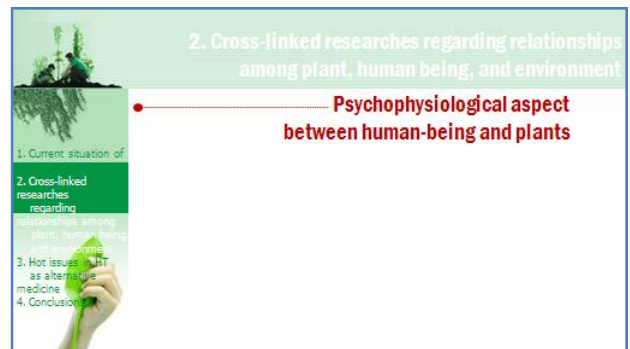 2. Cross-linked researches regarding relationships
among plant, human being, and environment
Psychophysiological aspect
between human-being and plants
1. Current situation of
2. Cross-linked
researches
regarding
relationships among
plant, human being,
and environment
3. Hot issues in HT
as alternative
medicine
4. Conclusions